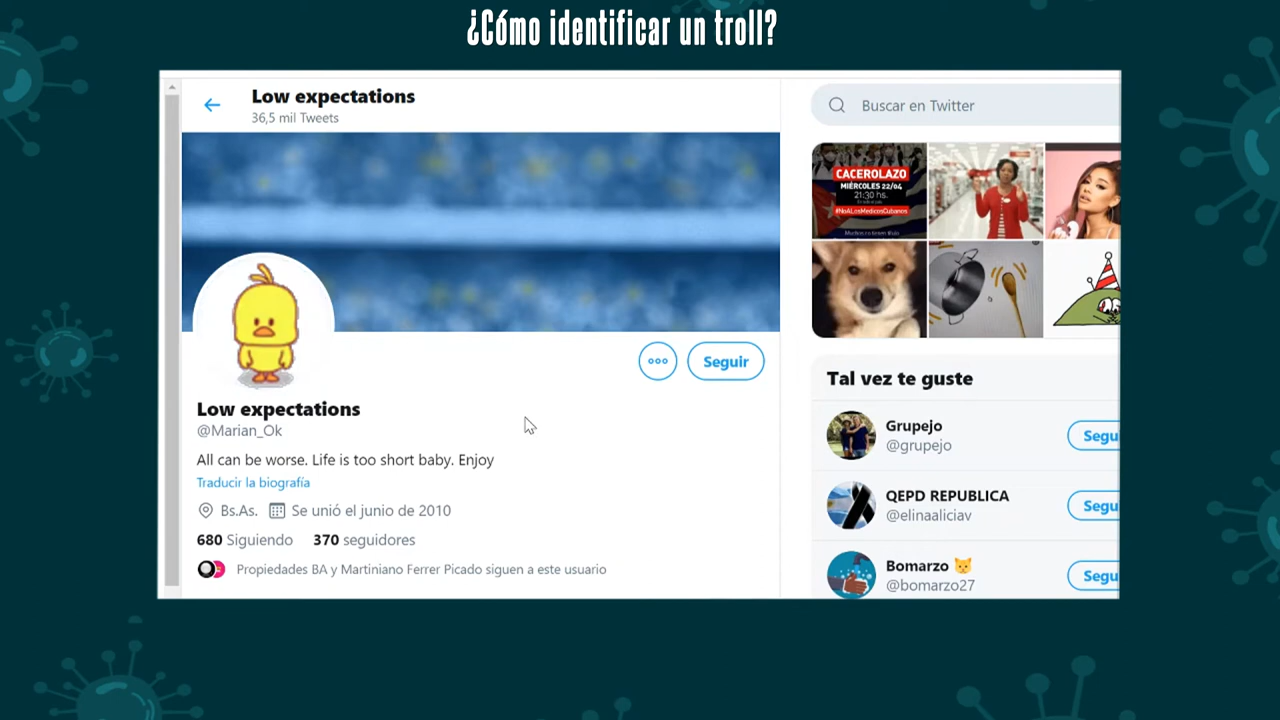 ¿Cómo identificar un troll?
Low expectations
36,5 mil Tweets
Buscar en Twitter
CACEROLAZO
MIÉRCOLES 22/04
21:30 hs.
#NoALosMedicosCubanos
Seguir
Low expectations
@Marian_Ok
All can be worse. Life is too short baby. Enjoy
Traducir la biografía
Bs.As. Se unió el junio de 2010
680 Siguiendo 370 seguidores
Propiedades BA y Martiniano Ferrer Picado siguen a este usuario
Tal vez te guste
Grupejo
@grupejo
Segu
QEPD REPUBLICA
@elinaaliciav
Segu
Bomarzo
@bomarzo27
Segu